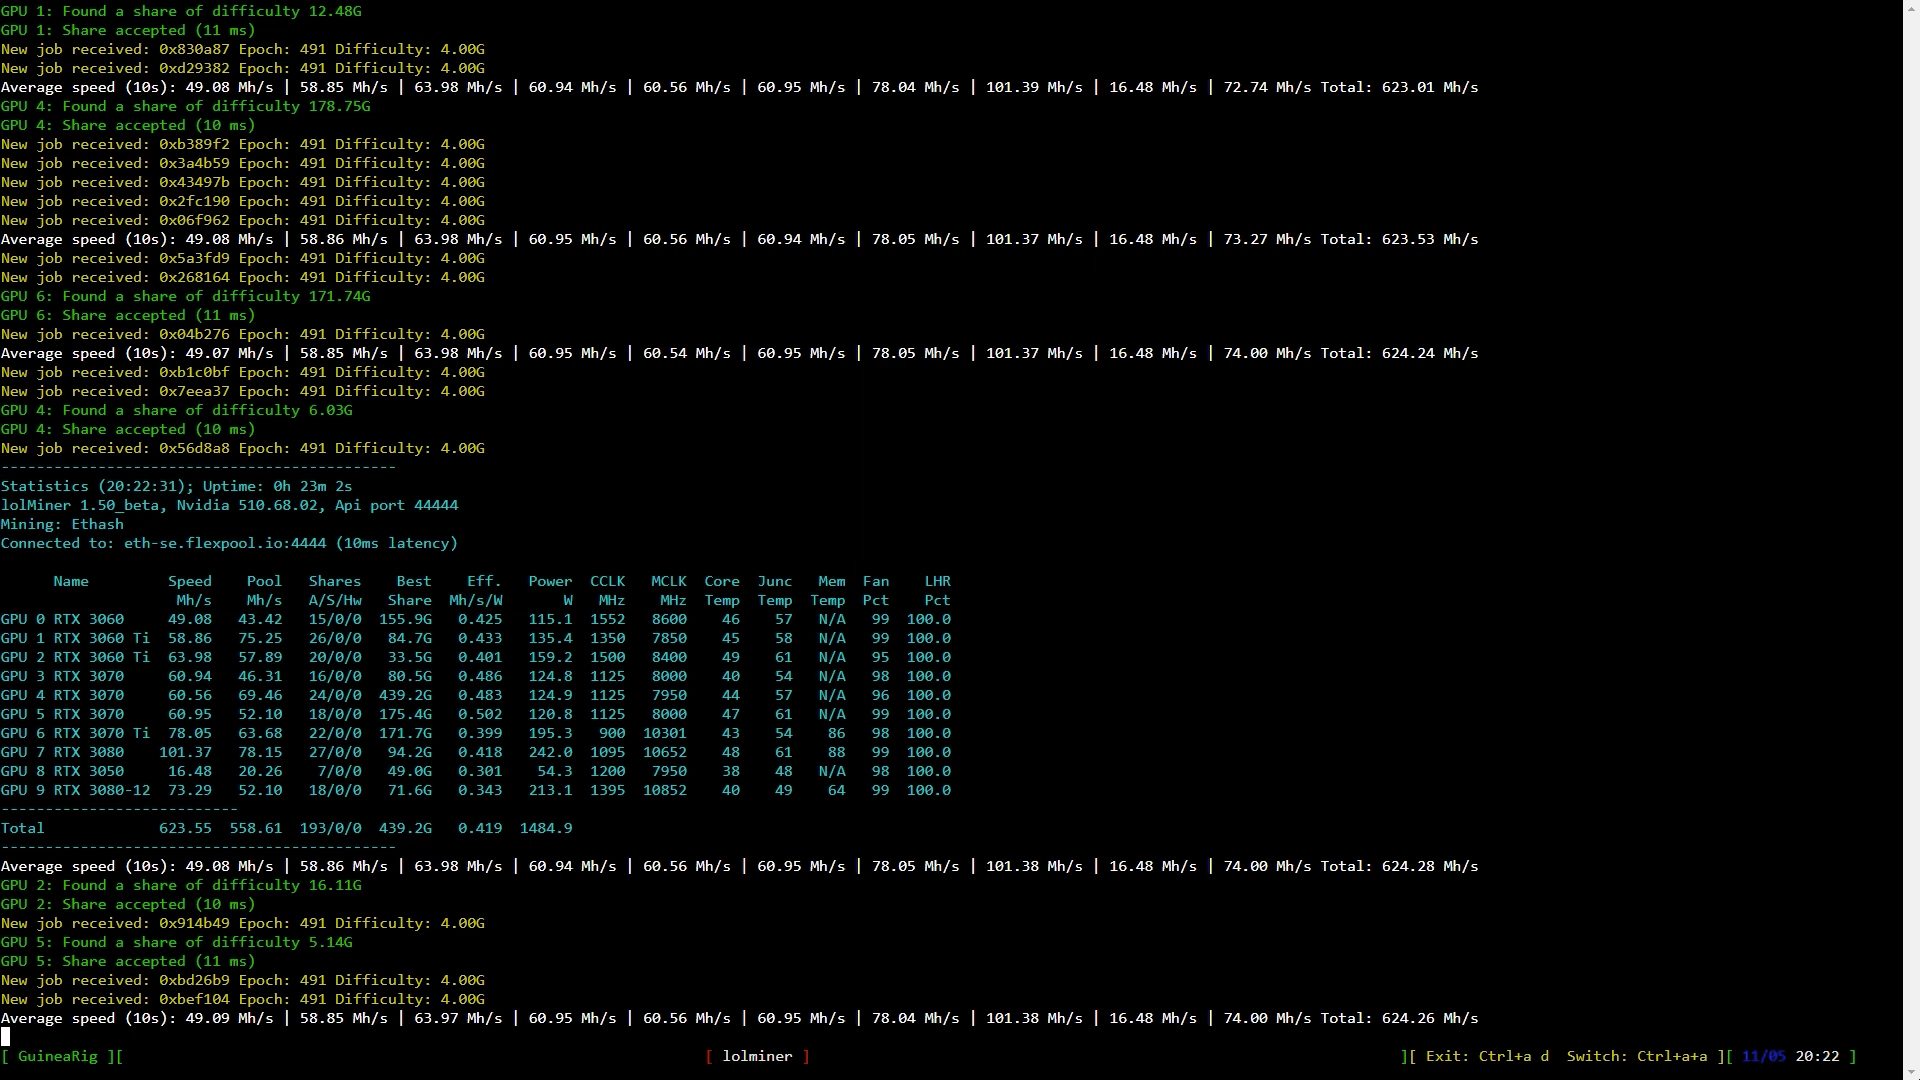 GPU 1: Found a share of difficulty 12.48G
GPU 1: Share accepted (11 ms)
New job received: 0x830a87 Epoch: 491 Difficulty: 4.00G
New job received: 0xd29382 Epoch: 491 Difficulty: 4.00G
Average speed (10s): 49.08 Mh/s | 58.85 Mh/s | 63.98 Mh/s | 60.94 Mh/s | 60.56 Mh/s | 60.95 Mh/s | 78.04 Mh/s | 101.39 Mh/s | 16.48 Mh/s | 72.74 Mh/s Total: 623.01 Mh/s
GPU 4: Found a share of difficulty 178.75G
GPU 4: Share accepted (10 ms)
New job received: 0xb389f2 Epoch: 491 Difficulty: 4.00G
New job received: 0x3a4b59 Epoch: 491 Difficulty: 4.00G
New job received: 0x43497b Epoch: 491 Difficulty: 4.00G
New job received: 0x2fc190 Epoch: 491 Difficulty: 4.00G
New job received: 0x06f962 Epoch: 491 Difficulty: 4.00G
Average speed (10s): 49.08 Mh/s | 58.86 Mh/s | 63.98 Mh/s | 60.95 Mh/s | 60.56 Mh/s | 60.94 Mh/s | 78.05 Mh/s | 101.37 Mh/s | 16.48 Mh/s | 73.27 Mh/s Total: 623.53 Mh/s
New job received: 0x5a3fd9 Epoch: 491 Difficulty: 4.00G
New job received: 0x268164 Epoch: 491 Difficulty: 4.00G
GPU 6: Found a share of difficulty 171.74G
GPU 6: Share accepted (11 ms)
New job received: 0x04b276 Epoch: 491 Difficulty: 4.00G
Average speed (10s): 49.07 Mh/s | 58.85 Mh/s | 63.98 Mh/s | 60.95 Mh/s | 60.54 Mh/s | 60.95 Mh/s | 78.05 Mh/s | 101.37 Mh/s | 16.48 Mh/s | 74.00 Mh/s Total: 624.24 Mh/s
New job received: 0xb1c0bf Epoch: 491 Difficulty: 4.00G
New job received: 0x7eea37 Epoch: 491 Difficulty: 4.00G
GPU 4: Found a share of difficulty 6.03G
GPU 4: Share accepted (10 ms)
New job received: 0x56d8a8 Epoch: 491 Difficulty: 4.00G
---------------------------------------------
Statistics (20:22:31); Uptime: 0h 23m 2s
lolMiner 1.50_beta, Nvidia 510.68.02, Api port 44444
Mining: Ethash
Connected to: eth-se.flexpool.io:4444 (10ms latency)
Name Speed Pool Shares Best Eff. Power CCLK MCLK Core Junc Mem Fan LHR
Mh/s Mh/s A/S/Hw Share Mh/s/W W MHz MHz Temp Temp Temp Pct Pct
GPU 0 RTX 3060 49.08 43.42 15/0/0 155.9G 0.425 115.1 1552 8600 46 57 N/A 99 100.0
GPU 1 RTX 3060 Ti 58.86 75.25 26/0/0 84.7G 0.433 135.4 1350 7850 45 58 N/A 99 100.0
GPU 2 RTX 3060 Ti 63.98 57.89 20/0/0 33.5G 0.401 159.2 1500 8400 49 61 N/A 95 100.0
GPU 3 RTX 3070 60.94 46.31 16/0/0 80.5G 0.486 124.8 1125 8000 40 54 N/A 98 100.0
GPU 4 RTX 3070 60.56 69.46 24/0/0 439.2G 0.483 124.9 1125 7950 44 57 N/A 96 100.0
GPU 5 RTX 3070 60.95 52.10 18/0/0 175.4G 0.502 120.8 1125 8000 47 61 N/A 99 100.0
GPU 6 RTX 3070 Ti 78.05 63.68 22/0/0 171.7G 0.399 195.3 900 10301 43 54 86 98 100.0
GPU 7 RTX 3080 101.37 78.15 27/0/0 94.2G 0.418 242.0 1095 10652 48 61 88 99 100.0
GPU 8 RTX 3050 16.48 20.26 7/0/0 49.0G 0.301 54.3 1200 7950 38 48 N/A 98 100.0
GPU 9 RTX 3080-12 73.29 52.10 18/0/0 71.6G 0.343 213.1 1395 10852 40 49 64 99 100.0
---------------------------
Total 623.55 558.61 193/0/0 439.2G 0.419 1484.9
---------------------------------------------
Average speed (10s): 49.08 Mh/s | 58.86 Mh/s | 63.98 Mh/s | 60.94 Mh/s | 60.56 Mh/s | 60.95 Mh/s | 78.05 Mh/s | 101.38 Mh/s | 16.48 Mh/s | 74.00 Mh/s Total: 624.28 Mh/s
GPU 2: Found a share of difficulty 16.11G
GPU 2: Share accepted (10 ms)
New job received: 0x914b49 Epoch: 491 Difficulty: 4.00G
GPU 5: Found a share of difficulty 5.14G
GPU 5: Share accepted (11 ms)
New job received: 0xbd26b9 Epoch: 491 Difficulty: 4.00G
New job received: 0xbef104 Epoch: 491 Difficulty: 4.00G
Average speed (10s): 49.09 Mh/s | 58.85 Mh/s | 63.97 Mh/s | 60.95 Mh/s | 60.56 Mh/s | 60.95 Mh/s | 78.04 Mh/s | 101.38 Mh/s | 16.48 Mh/s | 74.00 Mh/s Total: 624.26 Mh/s
[ GuineaRig ][ [ lolminer ] ][ Exit: Ctrl+a d Switch: Ctrl+a+a ][ 11/05 20:22 ]